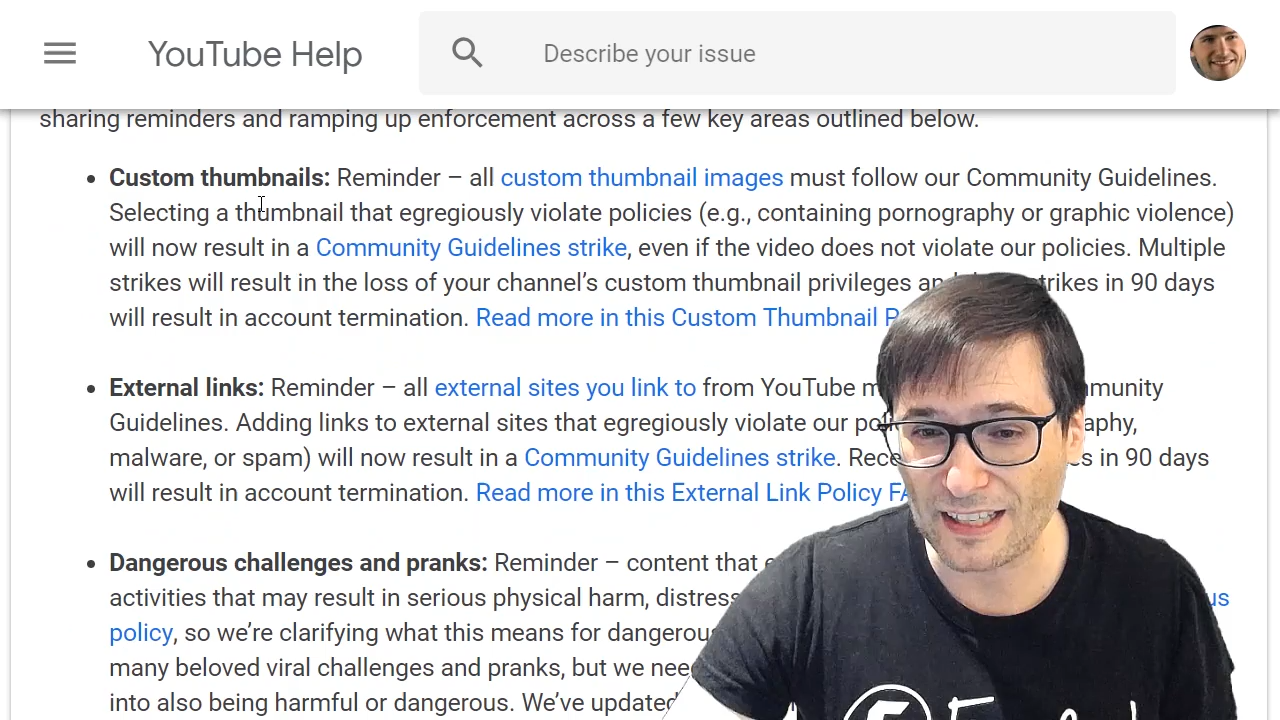 YouTube Help
Describe your issue
sharing reminders and ramping up enforcement across a few key areas outlined below.
Custom thumbnails: Reminder – all custom thumbnail images must follow our Community Guidelines.
Selecting a thumbnail that egregiously violate policies (e.g., containing pornography or graphic violence)
will now result in a Community Guidelines strike, even if the video does not violate our policies. Multiple
strikes will result in the loss of your channel’s custom thumbnail privileges strikes in 90 days
will result in account termination. Read more in this Custom Thumbnail
External links: Reminder – all external sites you link to from YouTube
Guidelines. Adding links to external sites that egregiously violate our
malware, or spam) will now result in a Community Guidelines strike. in 90 days
will result in account termination. Read more in this External Link Policy
Dangerous challenges and pranks: Reminder – content that
activities that may result in serious physical harm, distress
policy, so we’re clarifying what this means for
many beloved viral challenges and pranks, but we
into also being harmful or dangerous. We’ve updated